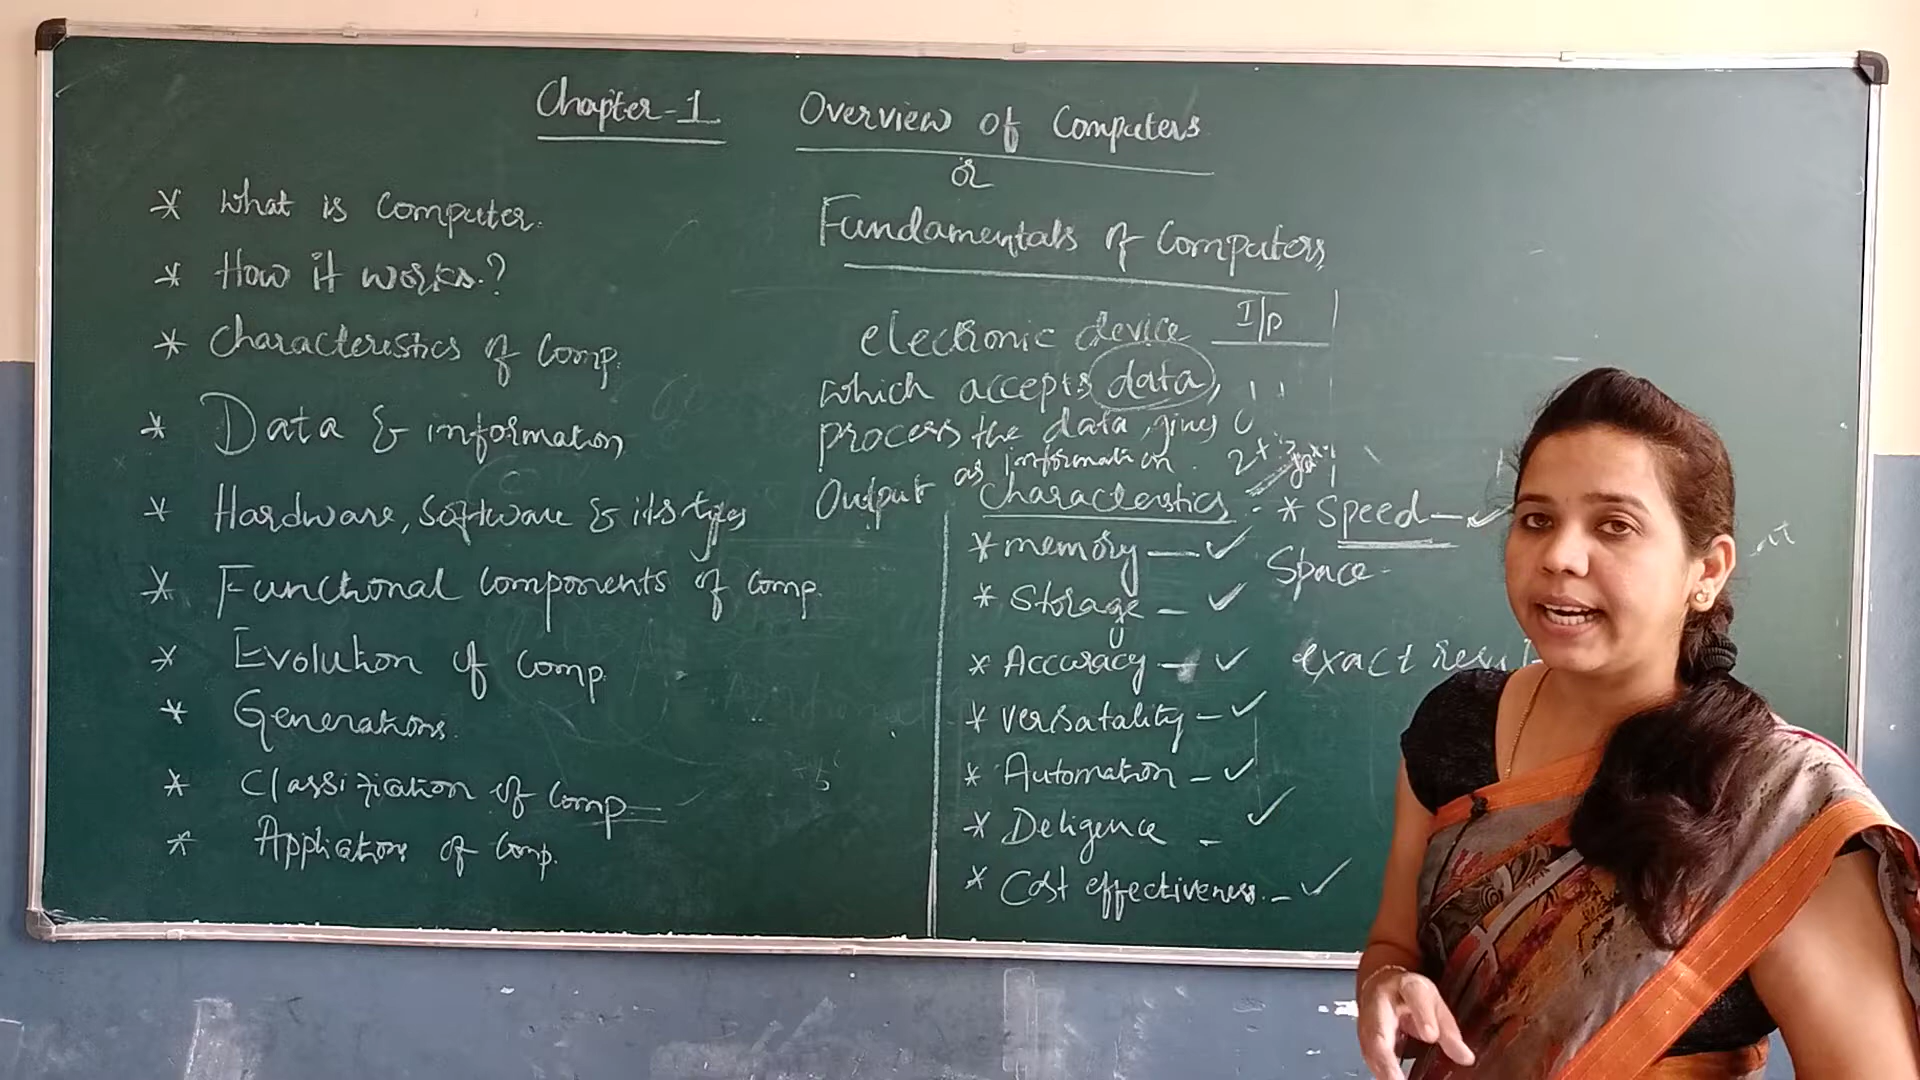 Chapter-1 Overview of Computers
or
Fundamentals of Computers
* What is Computer.
* How it works.?
* Characteristics of Comp.
* Data & information
* Hardware, Software & its types
* Functional Components of Comp.
* Evolution of Comp
* Generations.
* Classification of Comp
* Applications of Comp.
electronic device I/p
which accepts data,
process the data, gives
Output as information.
Characteristics
* Speed - ✓
* memory - ✓
Space
* Storage - ✓
* Accuracy - ✓ exact resul
* Versatality - ✓
* Automation - ✓
* Deligence - ✓
* Cost effectiveness. - ✓